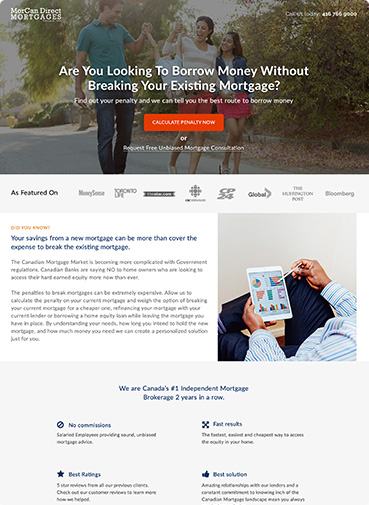 MorCan Direct
MORTGAGES
Call us today: 416 766 9000
Are You Looking To Borrow Money Without
Breaking Your Existing Mortgage?
Find out your penalty and we can tell you the best route to borrow money
CALCULATE PENALTY NOW
or
Request Free Unbiased Mortgage Consultation
As Featured On
MoneySense
TORONTO
LIFE
thestar.com
CP
24
Global
THE
HUFFINGTON
POST
Bloomberg
DID YOU KNOW?
Your savings from a new mortgage can be more than cover the
expense to break the existing mortgage.
The Canadian Mortgage Market is becoming more complicated with Government
regulations. Canadian Banks are saying NO to home owners who are looking to
access their hard earned equity more now than ever.
The penalties to break mortgages can be extremely expensive. Allow us to
calculate the penalty on your current mortgage and weigh the option of breaking
your current mortgage for a cheaper one, refinancing your mortgage with your
current lender or borrowing a home equity loan while leaving the mortgage you
have in place. By understanding your needs, how long you intend to hold the new
mortgage, and how much money you need we can create a personalized solution
just for you.
We are Canada's #1 Independent Mortgage
Brokerage 2 years in a row.
No commissions
Salaried Employees providing sound, unbiased
mortgage advice.
Fast results
The fastest, easiest and cheapest way to access
the equity in your home.
Best Ratings
5 star reviews from all our previous clients.
Check out our customer reviews to learn more
how we helped.
Best solution
Amazing relationships with our lenders and a
constant commitment to knowing inch of the
Canadian Mortgage landscape mean you always